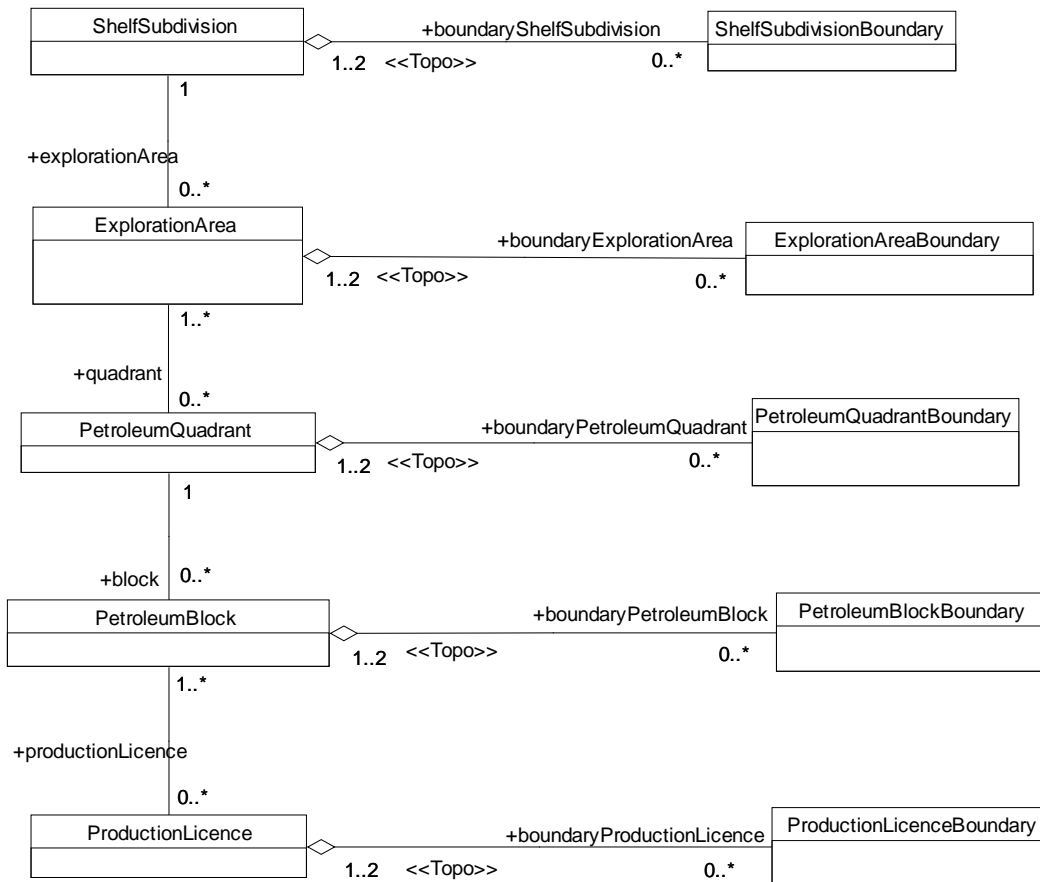 ShelfSubdivision +boundaryShelfSubdivision ShelfSubdivisionBoundary
1..2 <<Topo>> 0..*
1
+explorationArea
0..*
ExplorationArea +boundaryExplorationArea ExplorationAreaBoundary
1..2 <<Topo>> 0..*
1..*
+quadrant
0..*
PetroleumQuadrant +boundaryPetroleumQuadrant PetroleumQuadrantBoundary
1..2 <<Topo>> 0..*
1
+block 0..*
PetroleumBlock +boundaryPetroleumBlock PetroleumBlockBoundary
1..2 <<Topo>> 0..*
1..*
+productionLicence
0..*
ProductionLicence +boundaryProductionLicence ProductionLicenceBoundary
1..2 <<Topo>> 0..*